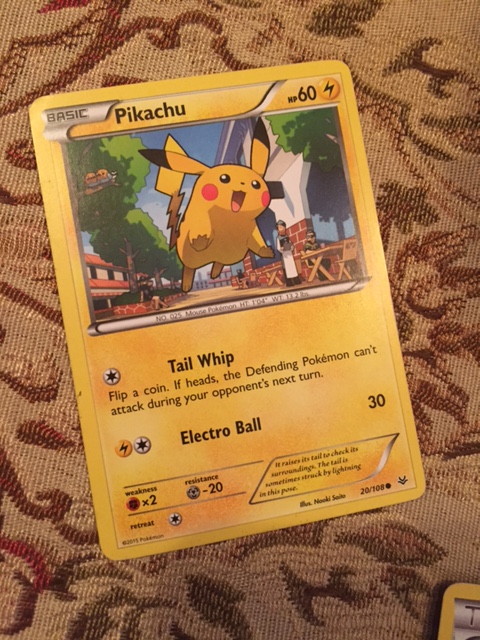 BASIC Pikachu HP60
NO. 025 Mouse Pokémon HT: 1'04" WT: 13.2 lbs.
Tail Whip
Flip a coin. If heads, the Defending Pokémon can't
attack during your opponent's next turn.
Electro Ball 30
weakness
×2
resistance
-20
retreat
It raises its tail to check its
surroundings. The tail is
sometimes struck by lightning
in this pose.
Illus. Naoki Saito
20/108
©2015 Pokémon
T